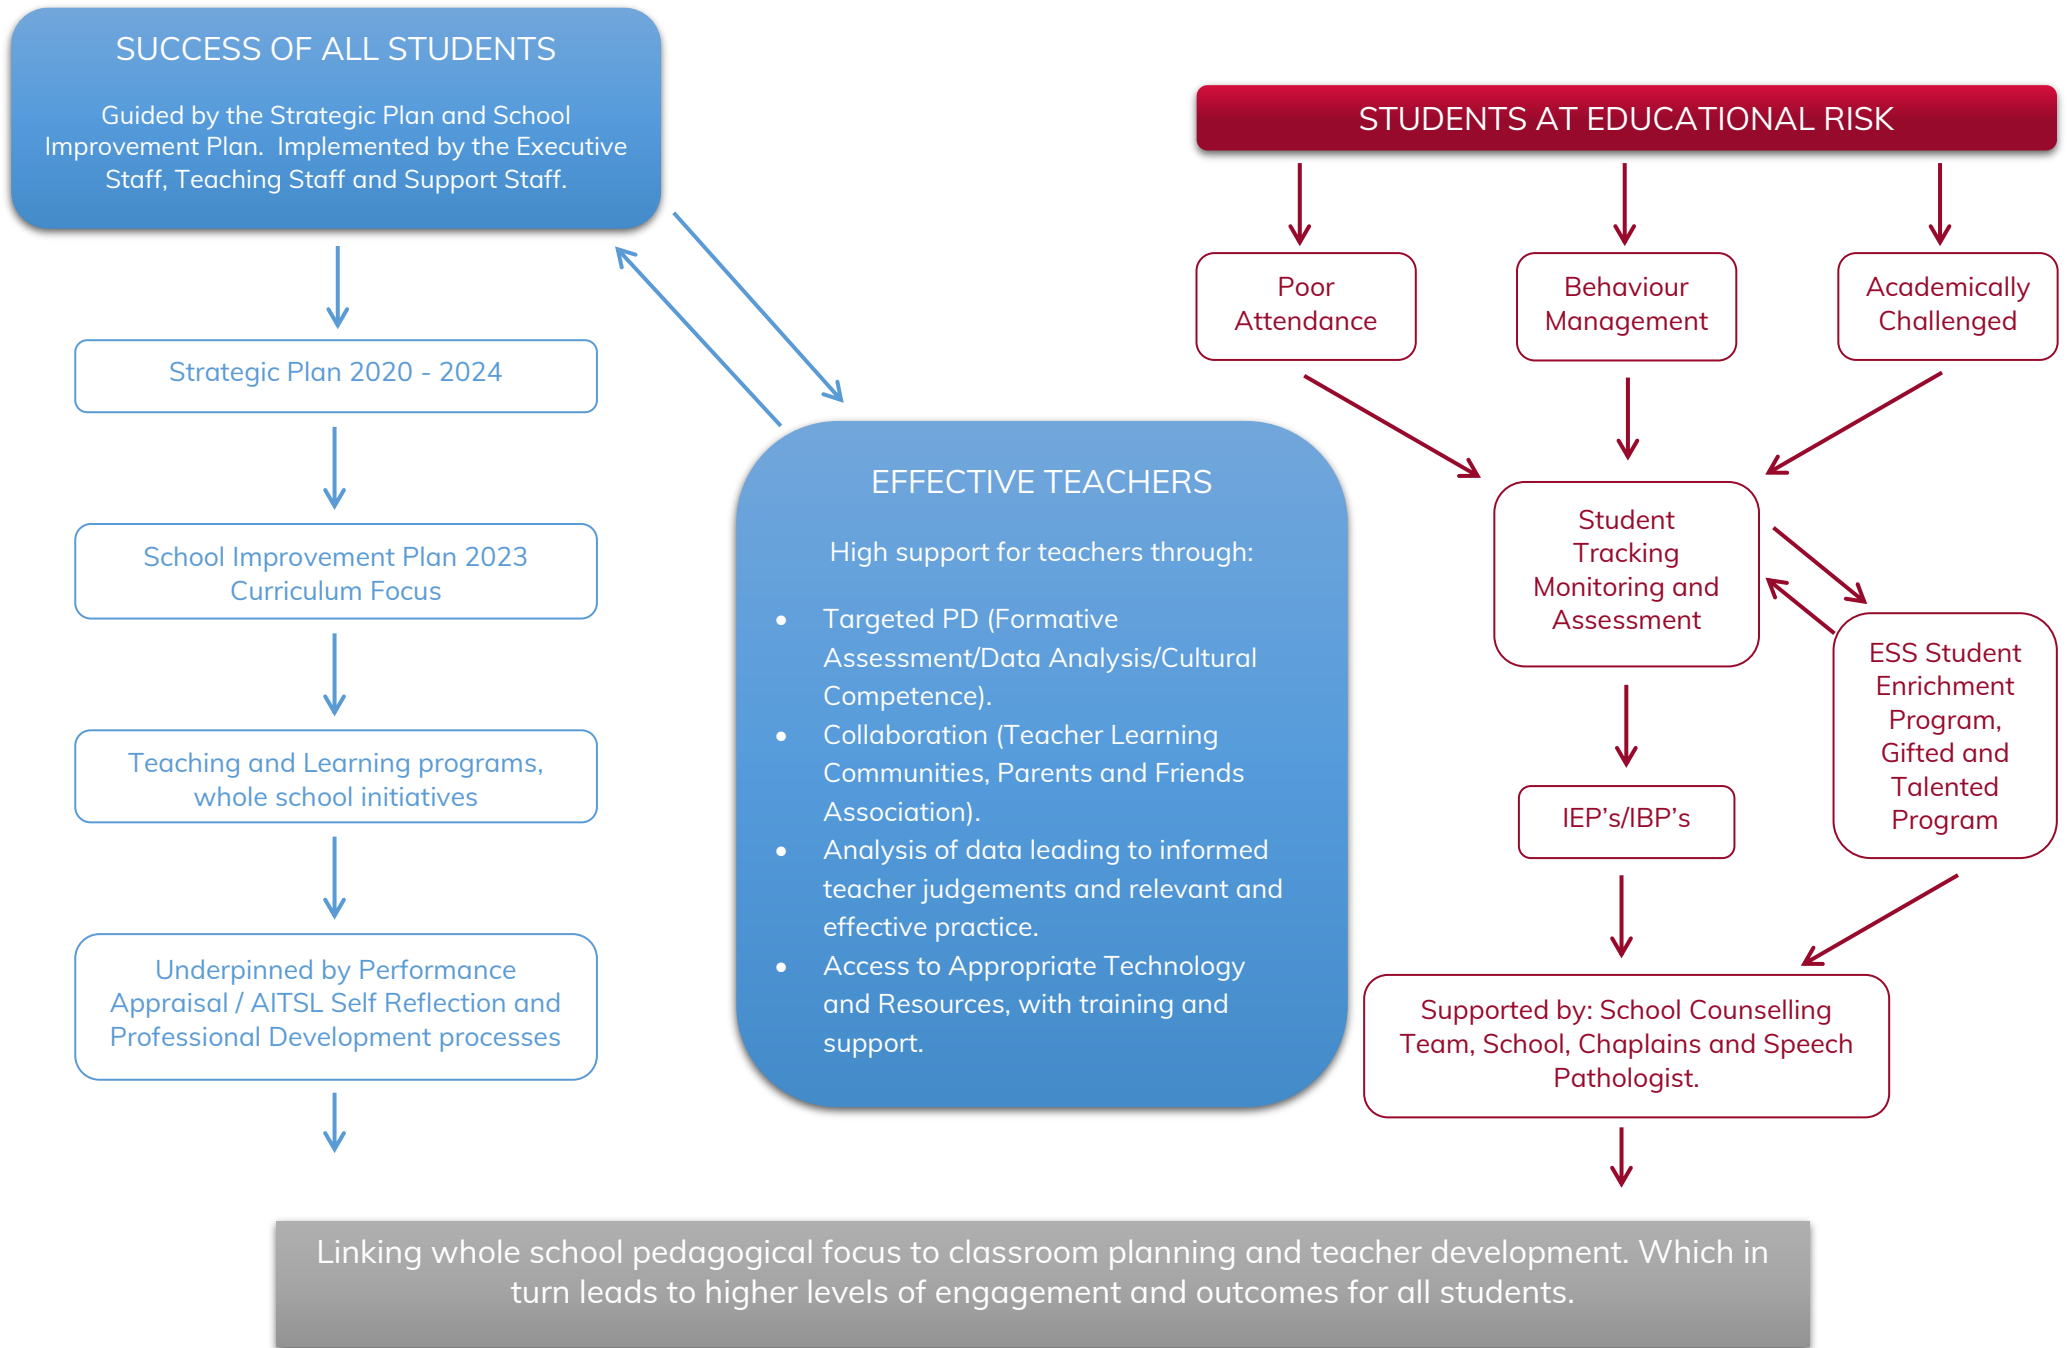 SUCCESS OF ALL STUDENTS
Guided by the Strategic Plan and School
Improvement Plan.  Implemented by the Executive
Staff, Teaching Staff and Support Staff.
Strategic Plan 2020 - 2024
School Improvement Plan 2023
Curriculum Focus
Teaching and Learning programs,
whole school initiatives
Underpinned by Performance
Appraisal / AITSL Self Reflection and
Professional Development processes
EFFECTIVE TEACHERS
High support for teachers through:
• Targeted PD (Formative
Assessment/Data Analysis/Cultural
Competence).
• Collaboration (Teacher Learning
Communities, Parents and Friends
Association).
• Analysis of data leading to informed
teacher judgements and relevant and
effective practice.
• Access to Appropriate Technology
and Resources, with training and
support.
STUDENTS AT EDUCATIONAL RISK
Poor
Attendance
Behaviour
Management
Academically
Challenged
Student
Tracking
Monitoring and
Assessment
ESS Student
Enrichment
Program,
Gifted and
Talented
Program
IEP’s/IBP’s
Supported by: School Counselling
Team, School, Chaplains and Speech
Pathologist.
Linking whole school pedagogical focus to classroom planning and teacher development. Which in
turn leads to higher levels of engagement and outcomes for all students.